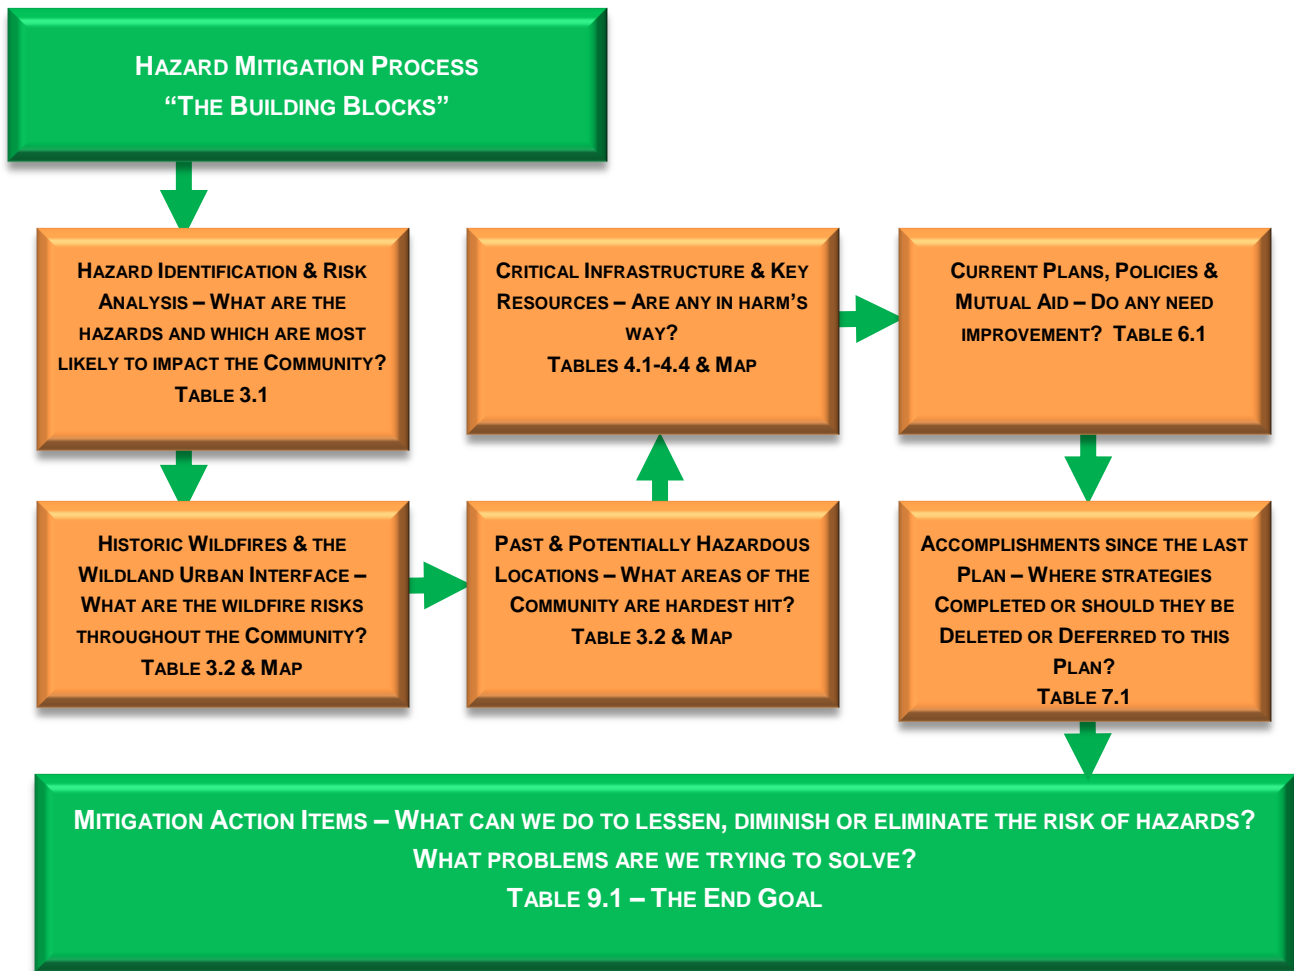 HAZARD MITIGATION PROCESS
“THE BUILDING BLOCKS”
HAZARD IDENTIFICATION & RISK
ANALYSIS – WHAT ARE THE
HAZARDS AND WHICH ARE MOST
LIKELY TO IMPACT THE COMMUNITY?
TABLE 3.1
HISTORIC WILDFIRES & THE
WILDLAND URBAN INTERFACE –
WHAT ARE THE WILDFIRE RISKS
THROUGHOUT THE COMMUNITY?
TABLE 3.2 & MAP
PAST & POTENTIALLY HAZARDOUS
LOCATIONS – WHAT AREAS OF THE
COMMUNITY ARE HARDEST HIT?
TABLE 3.2 & MAP
CRITICAL INFRASTRUCTURE & KEY
RESOURCES – ARE ANY IN HARM’S
WAY?
TABLES 4.1-4.4 & MAP
CURRENT PLANS, POLICIES &
MUTUAL AID – DO ANY NEED
IMPROVEMENT? TABLE 6.1
ACCOMPLISHMENTS SINCE THE LAST
PLAN – WHERE STRATEGIES
COMPLETED OR SHOULD THEY BE
DELETED OR DEFERRED TO THIS
PLAN?
TABLE 7.1
MITIGATION ACTION ITEMS – WHAT CAN WE DO TO LESSEN, DIMINISH OR ELIMINATE THE RISK OF HAZARDS?
WHAT PROBLEMS ARE WE TRYING TO SOLVE?
TABLE 9.1 – THE END GOAL